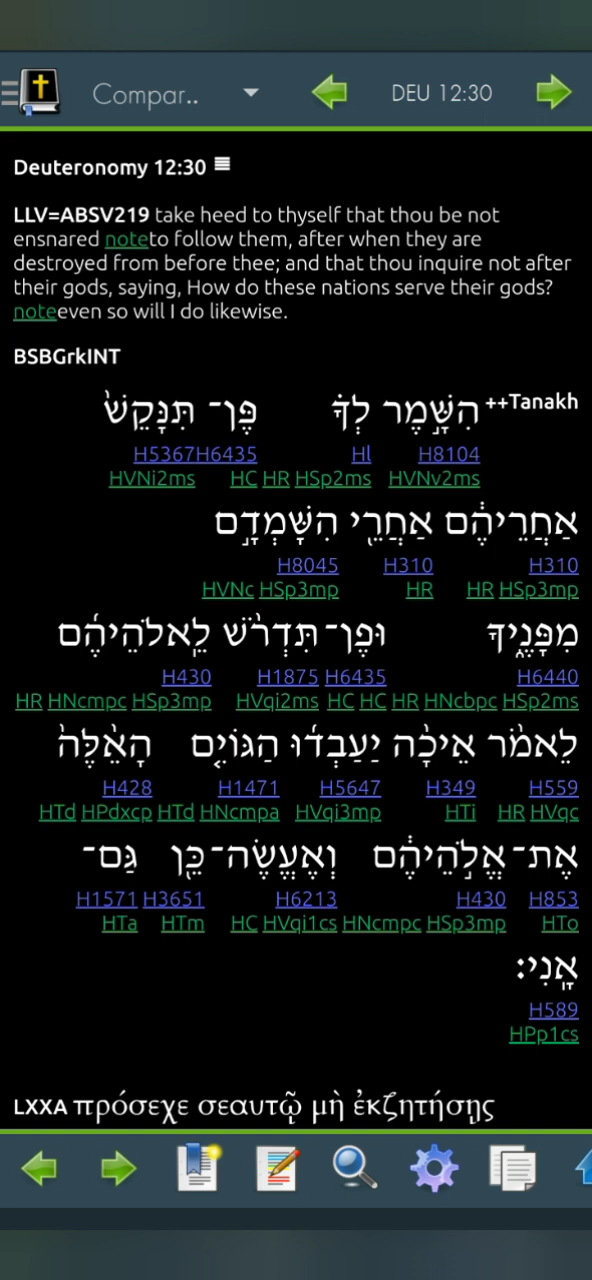 Compar..
DEU 12:30
Deuteronomy 12:30
LLV=ABSV219 take heed to thyself that thou be not
ensnared noteto follow them, after when they are
destroyed from before thee; and that thou inquire not after
their gods, saying, How do these nations serve their gods?
noteeven so will I do likewise.
BSBGrkINT
++Tanakh הִשָּׁ֣מֶר לְךָ֗ פֶּן־ תִּנָּקֵשׁ֙
H5367H6435 Hl H8104
HVNi2ms HC HR HSp2ms HVNv2ms
אַחֲרֵיהֶ֔ם אַחֲרֵ֖י הִשָּׁמְדָ֣ם
H8045 H310 H310
HVNc HSp3mp HR HR HSp3mp
מִפָּנֶ֑יךָ וּפֶן־תִּדְרֹ֨שׁ לֵֽאלֹהֵיהֶ֜ם
H430 H1875 H6435 H6440
HR HNcmpc HSp3mp HVqi2ms HC HC HR HNcbpc HSp2ms
לֵאמֹ֗ר אֵיכָ֨ה יַעַבְד֜וּ הַגּוֹיִ֤ם הָאֵ֙לֶּה֙
H428 H1471 H5647 H349 H559
HTd HPdxcp HTd HNcmpa HVqi3mp HTi HR HVqc
אֶת־אֱלֹ֣הֵיהֶ֔ם וְאֶעֱשֶׂה־כֵּ֖ן גַּם־
H1571 H3651 H6213 H430 H853
HTa HTm HC HVqi1cs HNcmpc HSp3mp HTo
אָֽנִי׃
H589
HPp1cs
LXXA πρόσεχε σεαυτῷ μὴ ἐκζητήσῃς